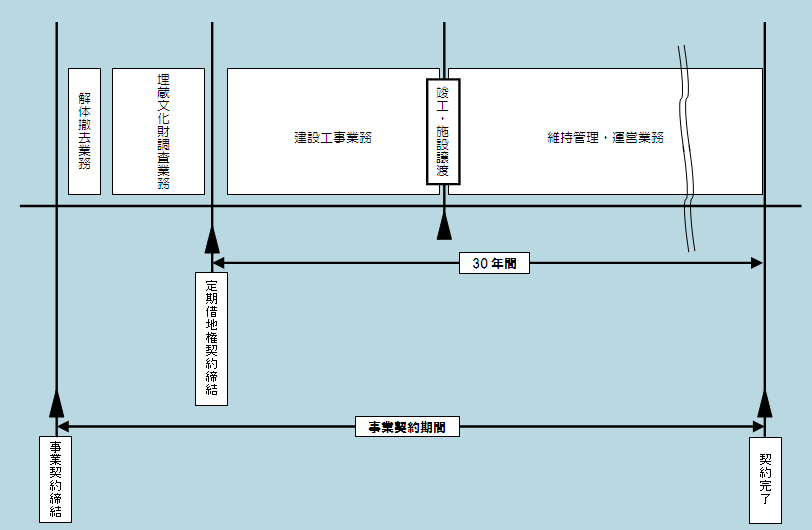 解体撤去業務
埋蔵文化財調査業務
建設工事業務
竣工・施設譲渡
維持管理・運営業務
30年間
定期借地権契約締結
事業契約期間
事業契約締結
契約完了